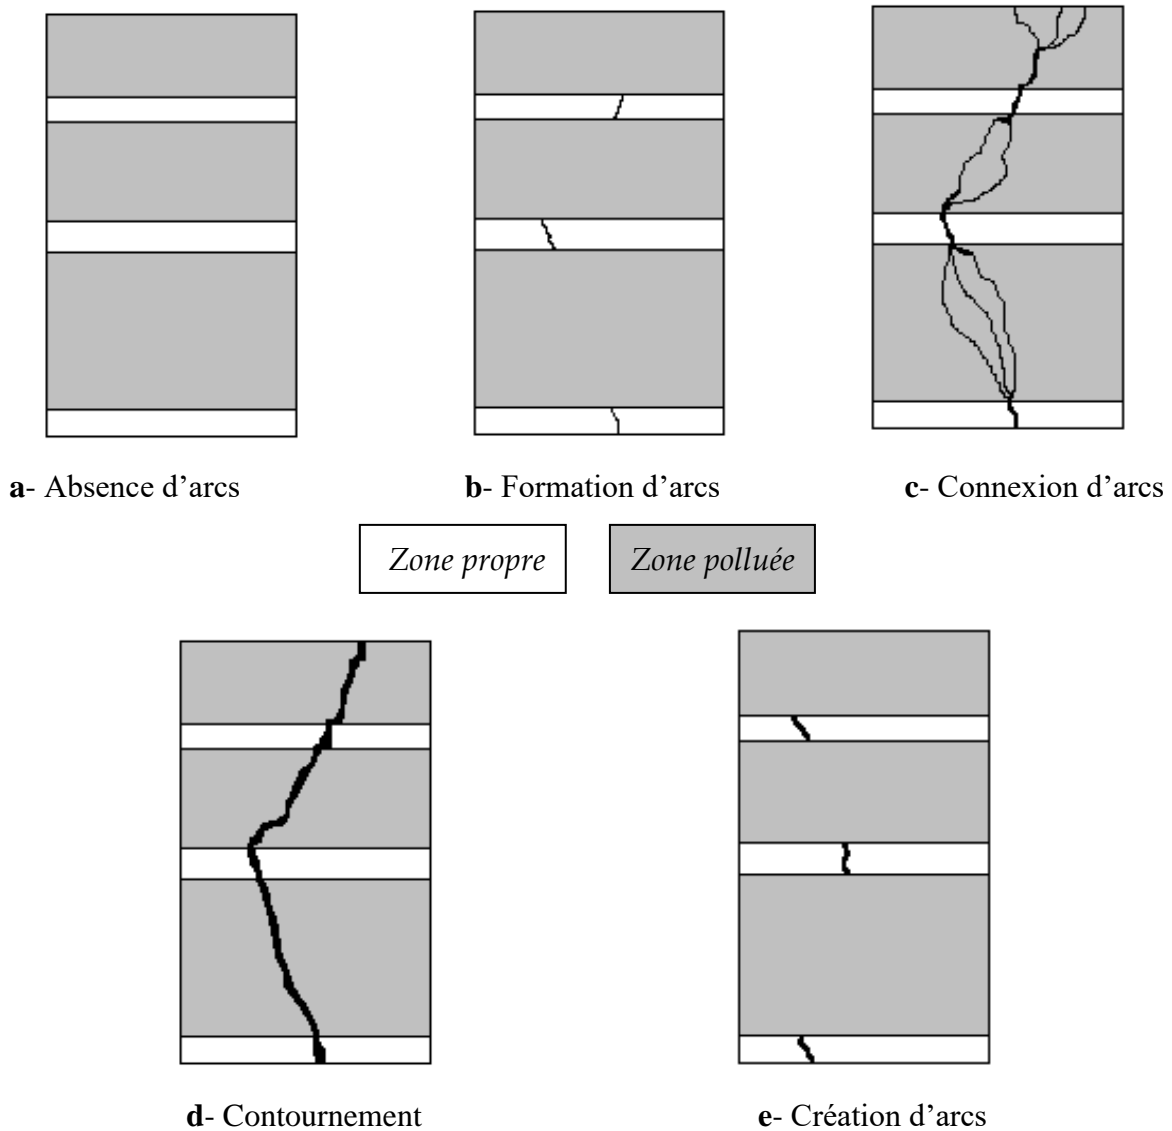 a- Absence d'arcs
b- Formation d'arcs
c- Connexion d'arcs
Zone propre
Zone polluée
d- Contournement
e- Création d'arcs